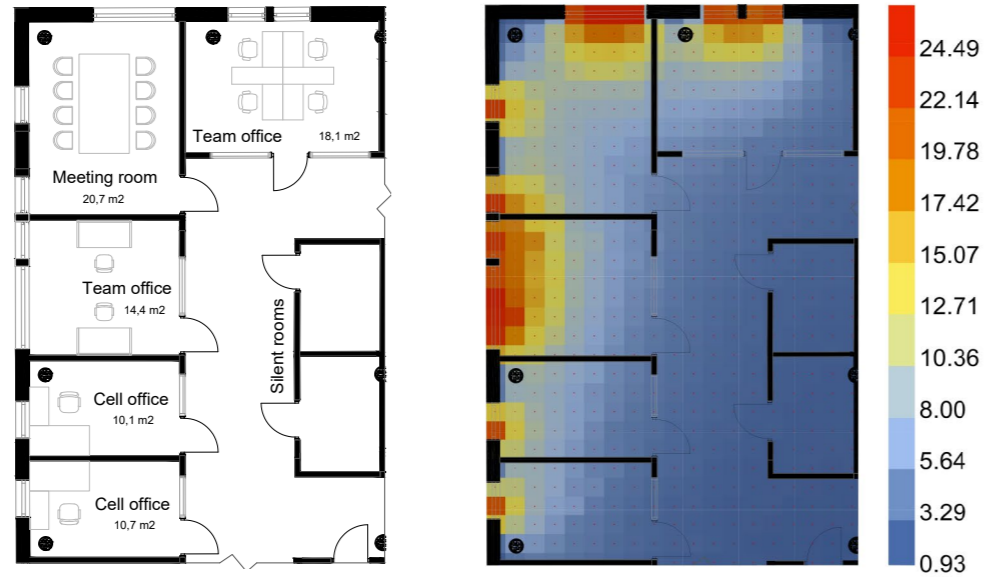 Team office
18,1 m2
Meeting room
20,7 m2
Team office
14,4 m2
Silent rooms
Cell office
10,1 m2
Cell office
10,7 m2
24.49
22.14
19.78
17.42
15.07
12.71
10.36
8.00
5.64
3.29
0.93